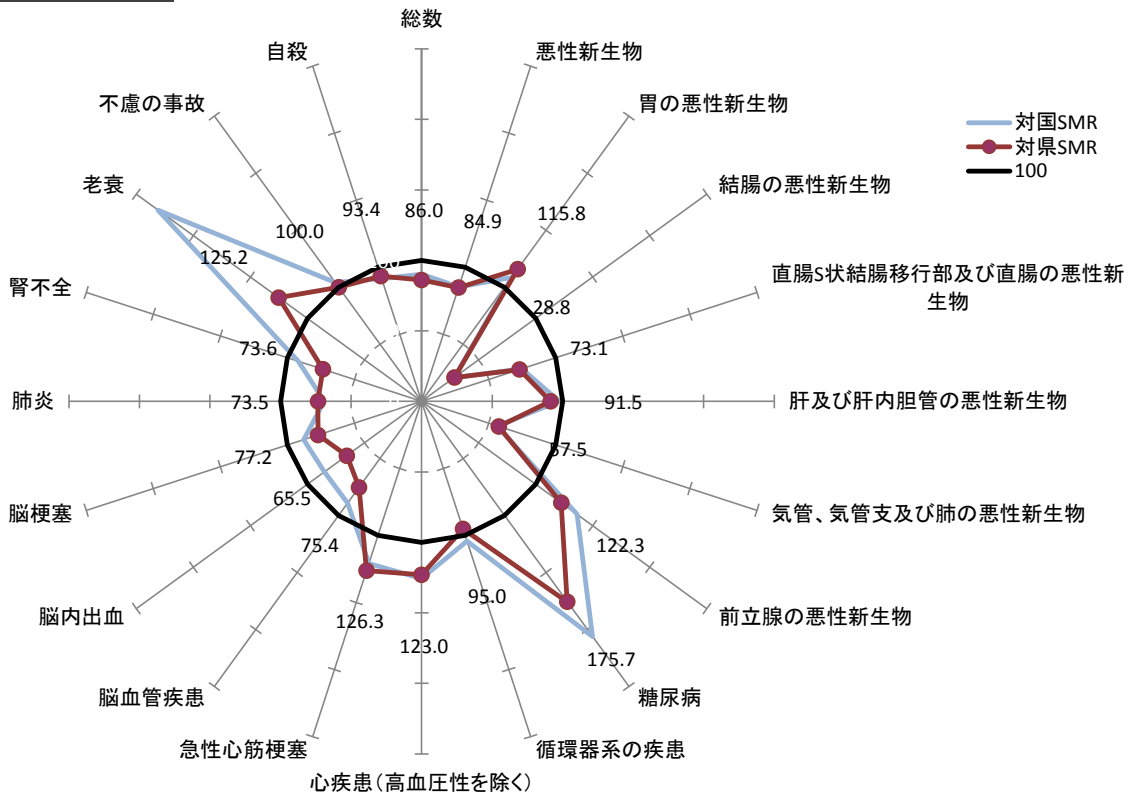 総数
自殺
悪性新生物
不慮の事故
胃の悪性新生物
対国SMR
対県SMR
100
老衰
結腸の悪性新生物
93.4
86.0
84.9
115.8
100.0
125.2
100
腎不全
直腸S状結腸移行部及び直腸の悪性新
生物
28.8
73.6
73.1
肺炎
73.5
91.5
肝及び肝内胆管の悪性新生物
77.2
57.5
脳梗塞
65.5
気管、気管支及び肺の悪性新生物
75.4
122.3
脳内出血
126.3
95.0
前立腺の悪性新生物
123.0
175.7
脳血管疾患
糖尿病
急性心筋梗塞
循環器系の疾患
心疾患(高血圧性を除く)